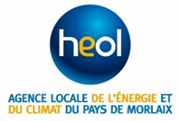 heol
AGENCE LOCALE DE L'ÉNERGIE ET
DU CLIMAT DU PAYS DE MORLAIX